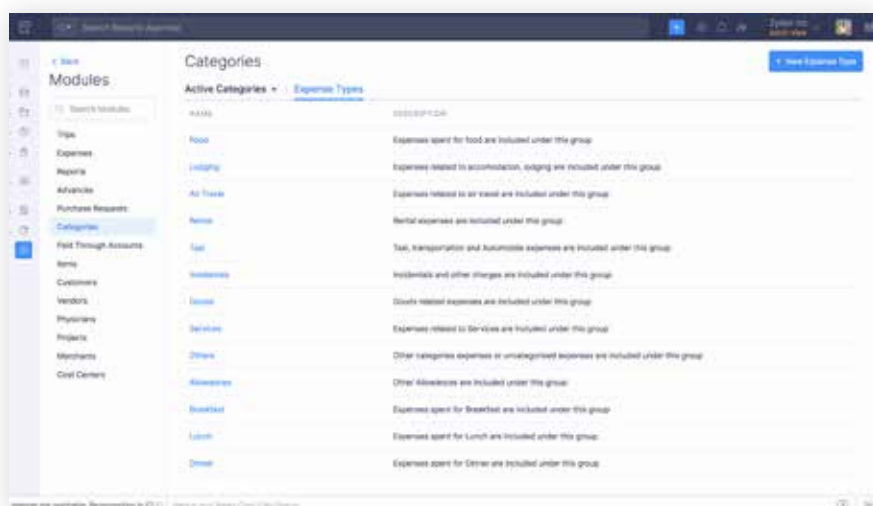 Search Reports
Zylker Inc
< Back
Modules
Search Modules
Trips
Expenses
Reports
Advances
Purchase Requests
Categories
Paid Through Accounts
Items
Customers
Vendors
Physicians
Projects
Merchants
Cost Centers
Categories
+ New Expense Type
Active Categories
Expense Types
NAME DESCRIPTION
Food Expenses spent for food are included under this group
Lodging Expenses related to accomodation, lodging are included under this group
Air Travel Expenses related to air travel are included under this group
Rental Rental expenses are included under this group
Taxi Taxi, transportation and Automobile expenses are included under this group
Incidentals Incidentals and other charges are included under this group
Goods Goods related expenses are included under this group
Services Expenses related to Services are included under this group
Others Other categories expenses or uncategorised expenses are included under this group
Allowances Other Allowances are included under this group
Breakfast Expenses spent for Breakfast are included under this group
Lunch Expenses spent for Lunch are included under this group
Dinner Expenses spent for Dinner are included under this group